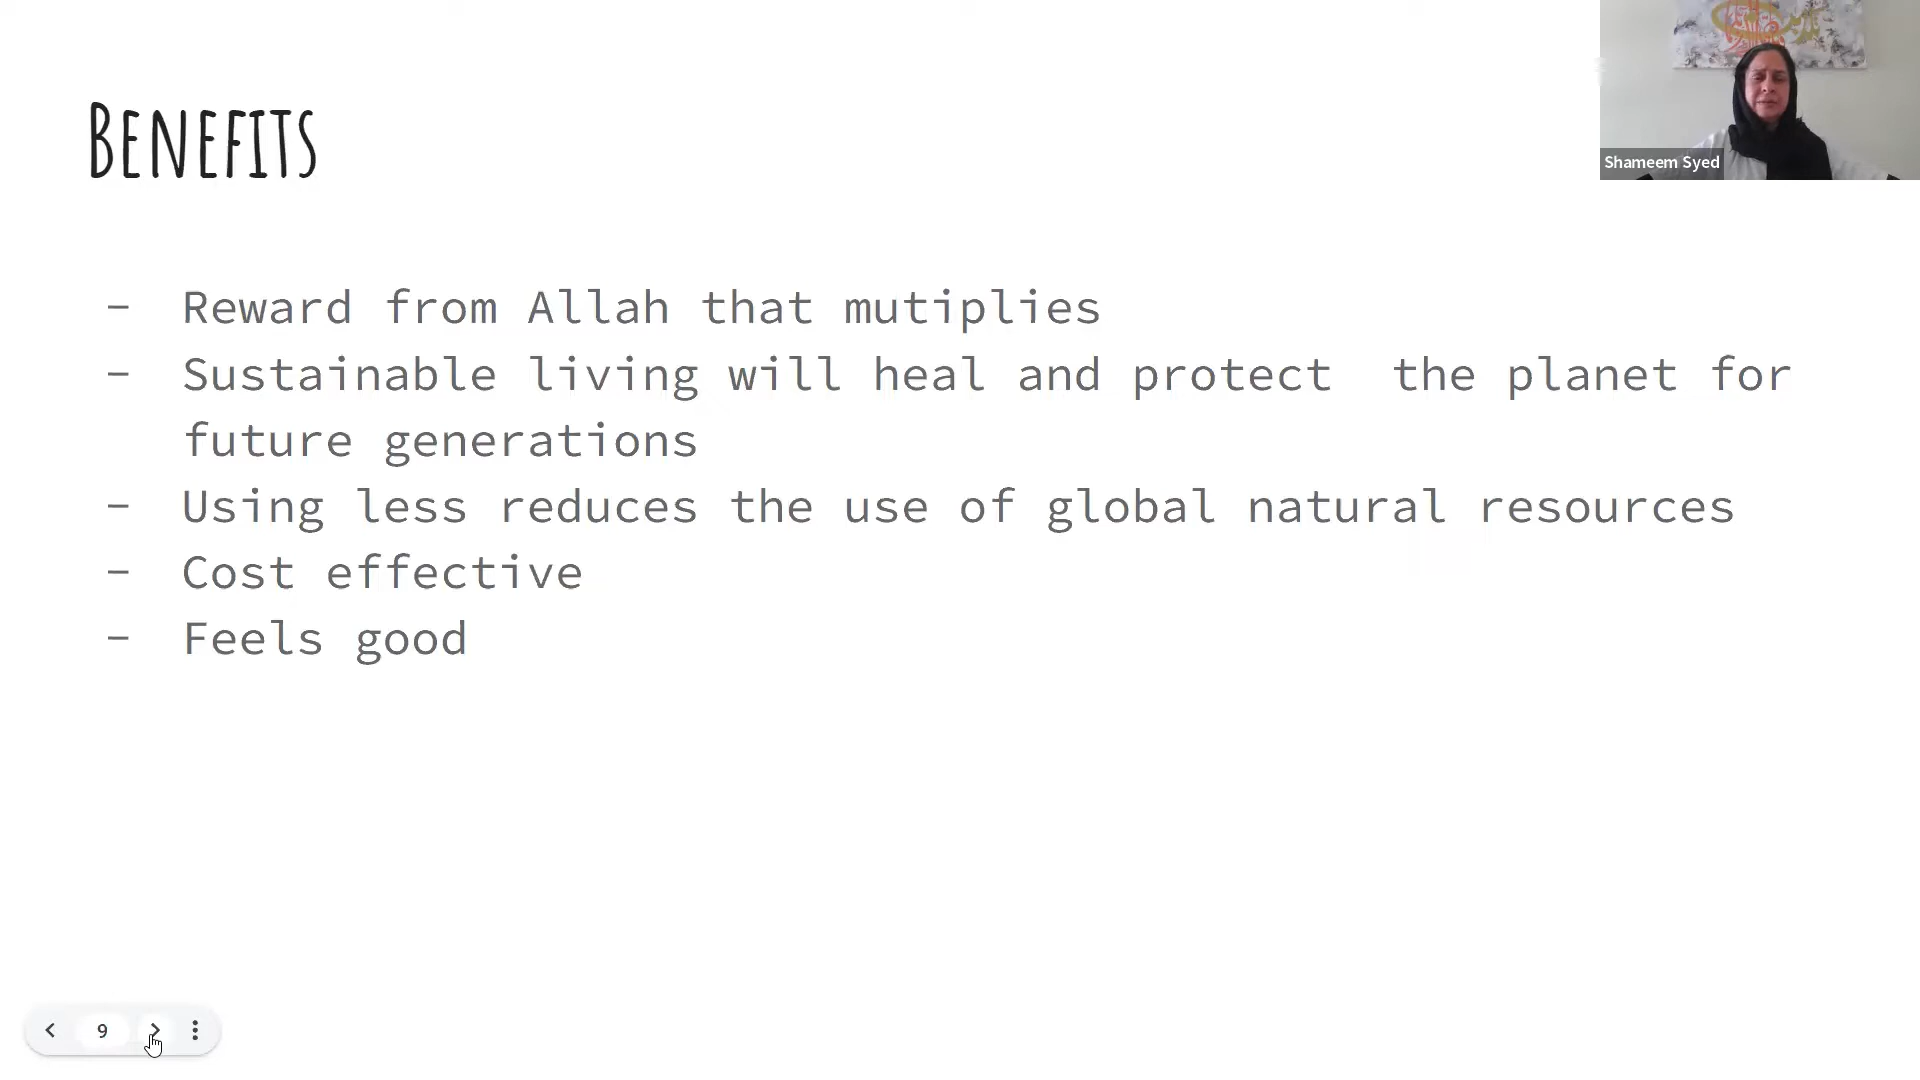 BENEFITS
Shameem Syed
- Reward from Allah that mutiplies
- Sustainable living will heal and protect  the planet for
future generations
- Using less reduces the use of global natural resources
- Cost effective
- Feels good
9